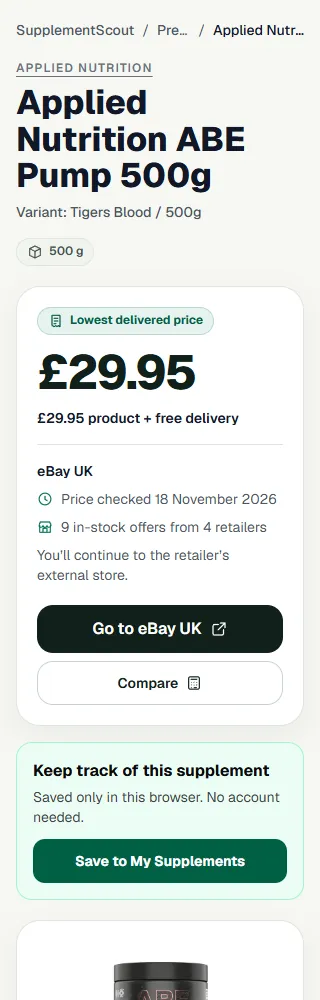 SupplementScout / Pre... / Applied Nutr...
APPLIED NUTRITION
Applied
Nutrition ABE
Pump 500g
Variant: Tigers Blood / 500g
500 g
Lowest delivered price
£29.95
£29.95 product + free delivery
eBay UK
Price checked 18 November 2026
9 in-stock offers from 4 retailers
You'll continue to the retailer's
external store.
Go to eBay UK
Compare
Keep track of this supplement
Saved only in this browser. No account
needed.
Save to My Supplements
ABE